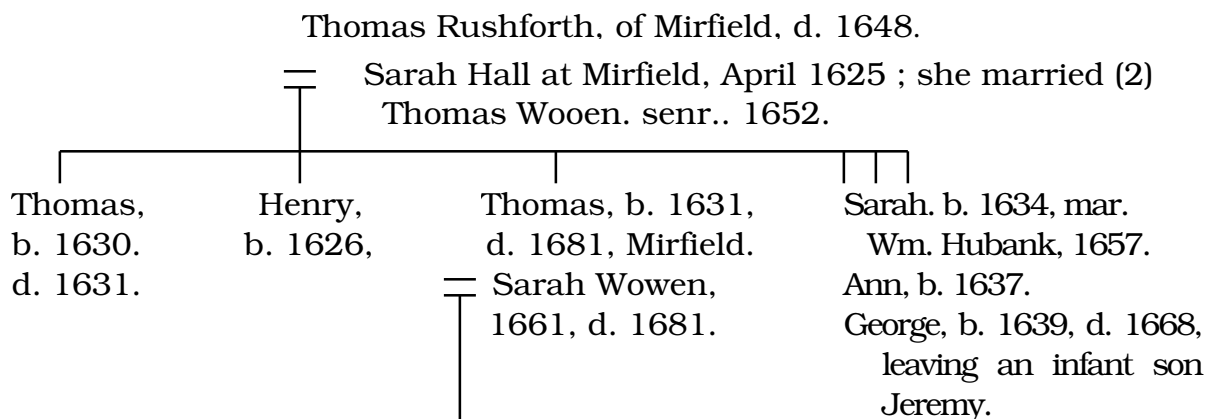 Thomas Rushforth, of Mirfield, d. 1648.
Sarah Hall at Mirfield, April 1625 ; she married (2)
Thomas Wooen. senr.. 1652.
Thomas,
b. 1630.
d. 1631.
Henry,
b. 1626,
Thomas, b. 1631,
d. 1681, Mirfield.
Sarah Wowen,
1661, d. 1681.
Sarah. b. 1634, mar.
Wm. Hubank, 1657.
Ann, b. 1637.
George, b. 1639, d. 1668,
leaving an infant son
Jeremy.